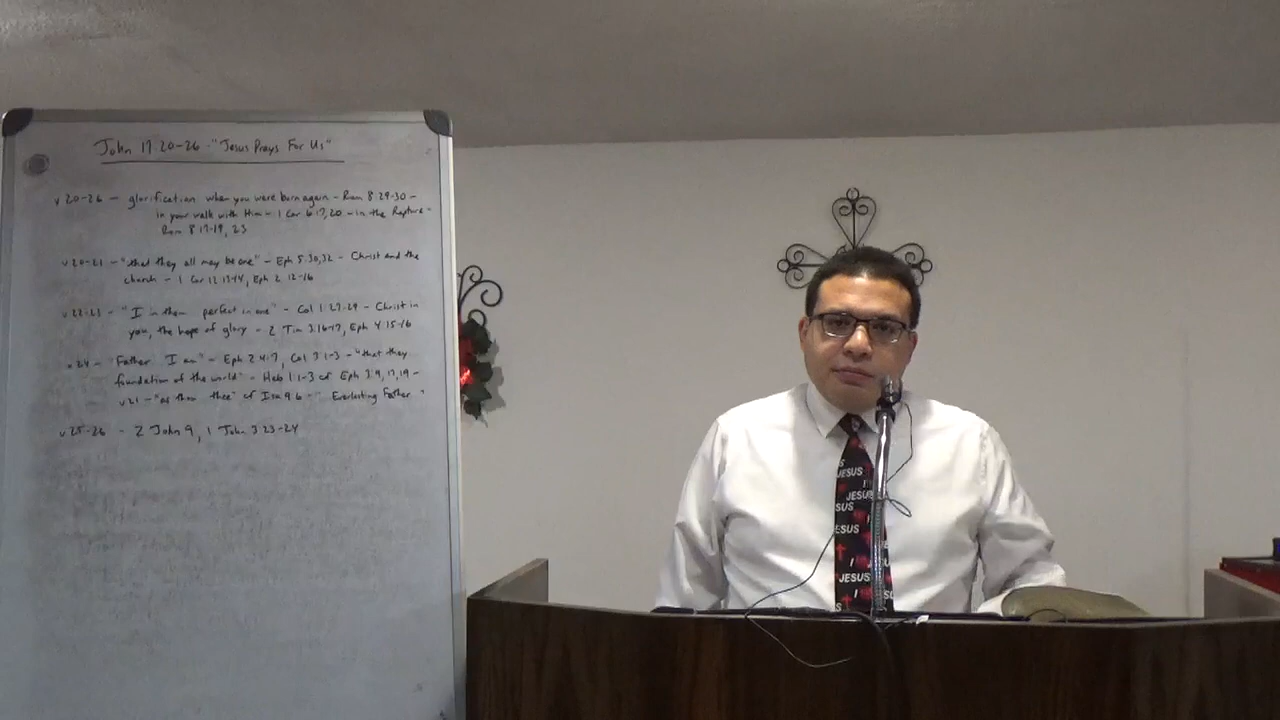 John 17:20-26 - "Jesus Prays For Us"
v 20-26 - glorification when you were born again - Rom 8:29-30 -
in your walk with Him - 1 Cor 6:17,20 - in the Rapture -
Rom 8:17-19, 23
v 20-21 - "that they all may be one" - Eph 5:30,32 - Christ and the
church - 1 Cor 12:12-14, Eph 2:12-16
v 22-23 - "I in them perfect in one" - Col 1:27-29 - Christ in
you, the hope of glory - 2 Tim 3:16-17, Eph 4:15-16
v 24 - "Father I am" - Eph 2:4-7, Col 3:1-3 - "that they
foundation of the world" - Heb 1:1-3 cf Eph 3:9, 17, 19 -
v 21 - "as thou thee" cf Isa 9:6 - "Everlasting Father"
v 25-26 - 2 John 9, 1 John 3:23-24
JESUS
I
JESUS
SUS
I
ESUS
I
JESUS
I
SU